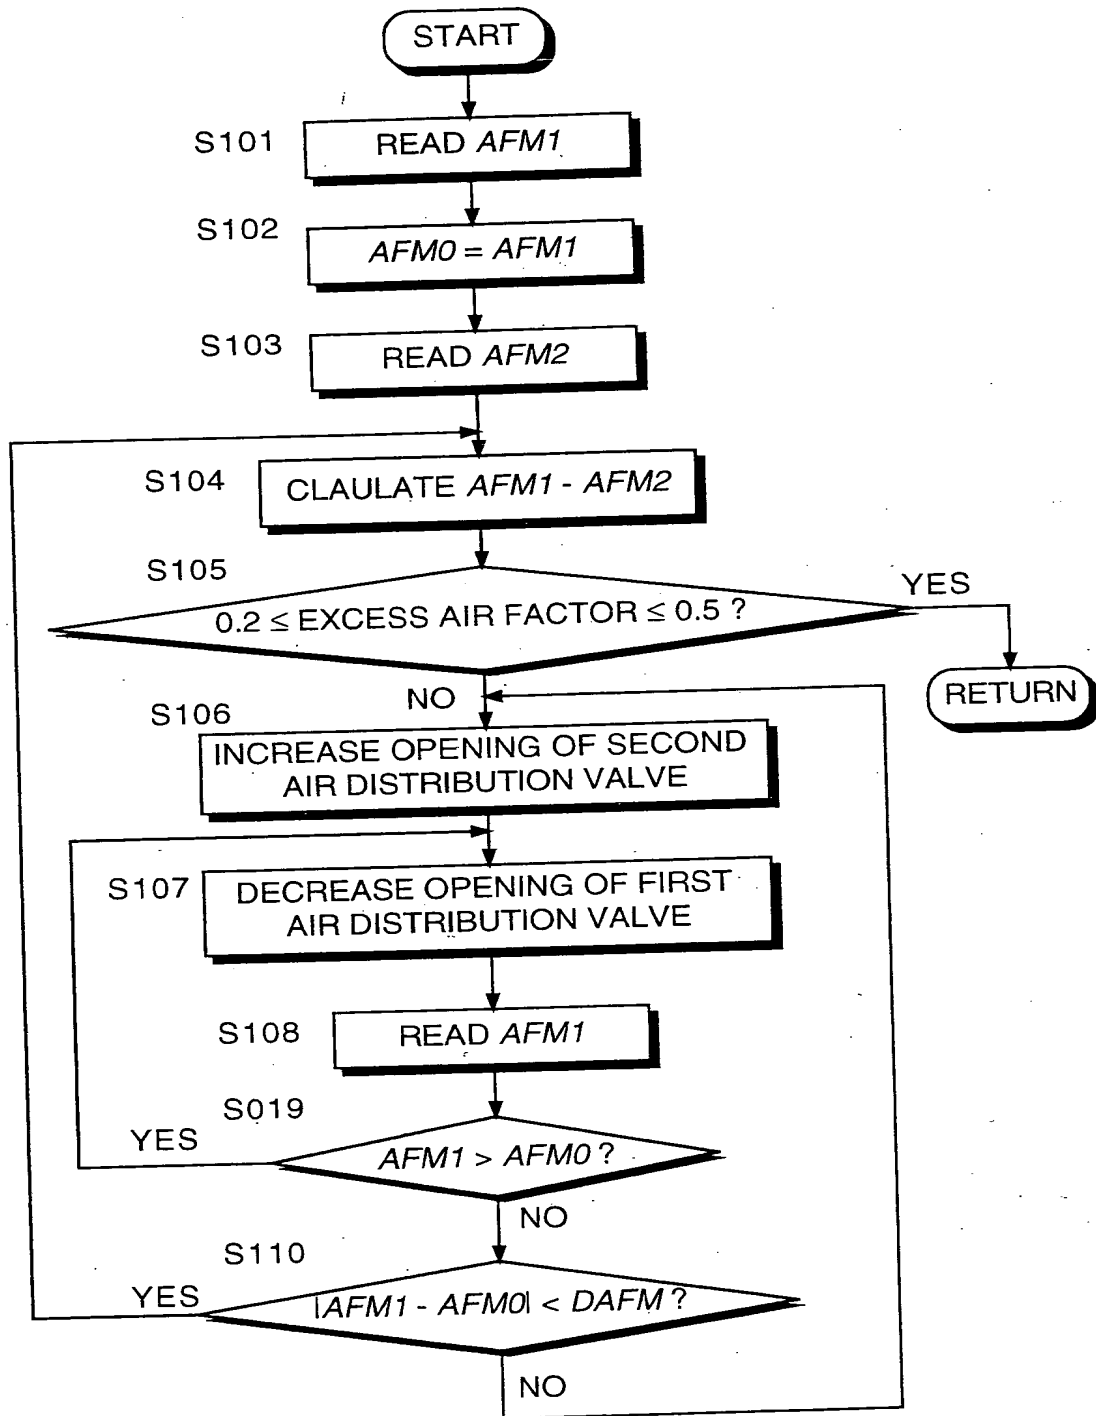 START
S101
READ AFM1
S102
AFM0 = AFM1
S103
READ AFM2
S104
CLAULATE AFM1 - AFM2
S105
0.2 ≤ EXCESS AIR FACTOR ≤ 0.5 ?
YES
RETURN
NO
S106
INCREASE OPENING OF SECOND
AIR DISTRIBUTION VALVE
S107
DECREASE OPENING OF FIRST
AIR DISTRIBUTION VALVE
S108
READ AFM1
S019
YES
AFM1 > AFM0 ?
NO
S110
YES
|AFM1 - AFM0| < DAFM ?
NO